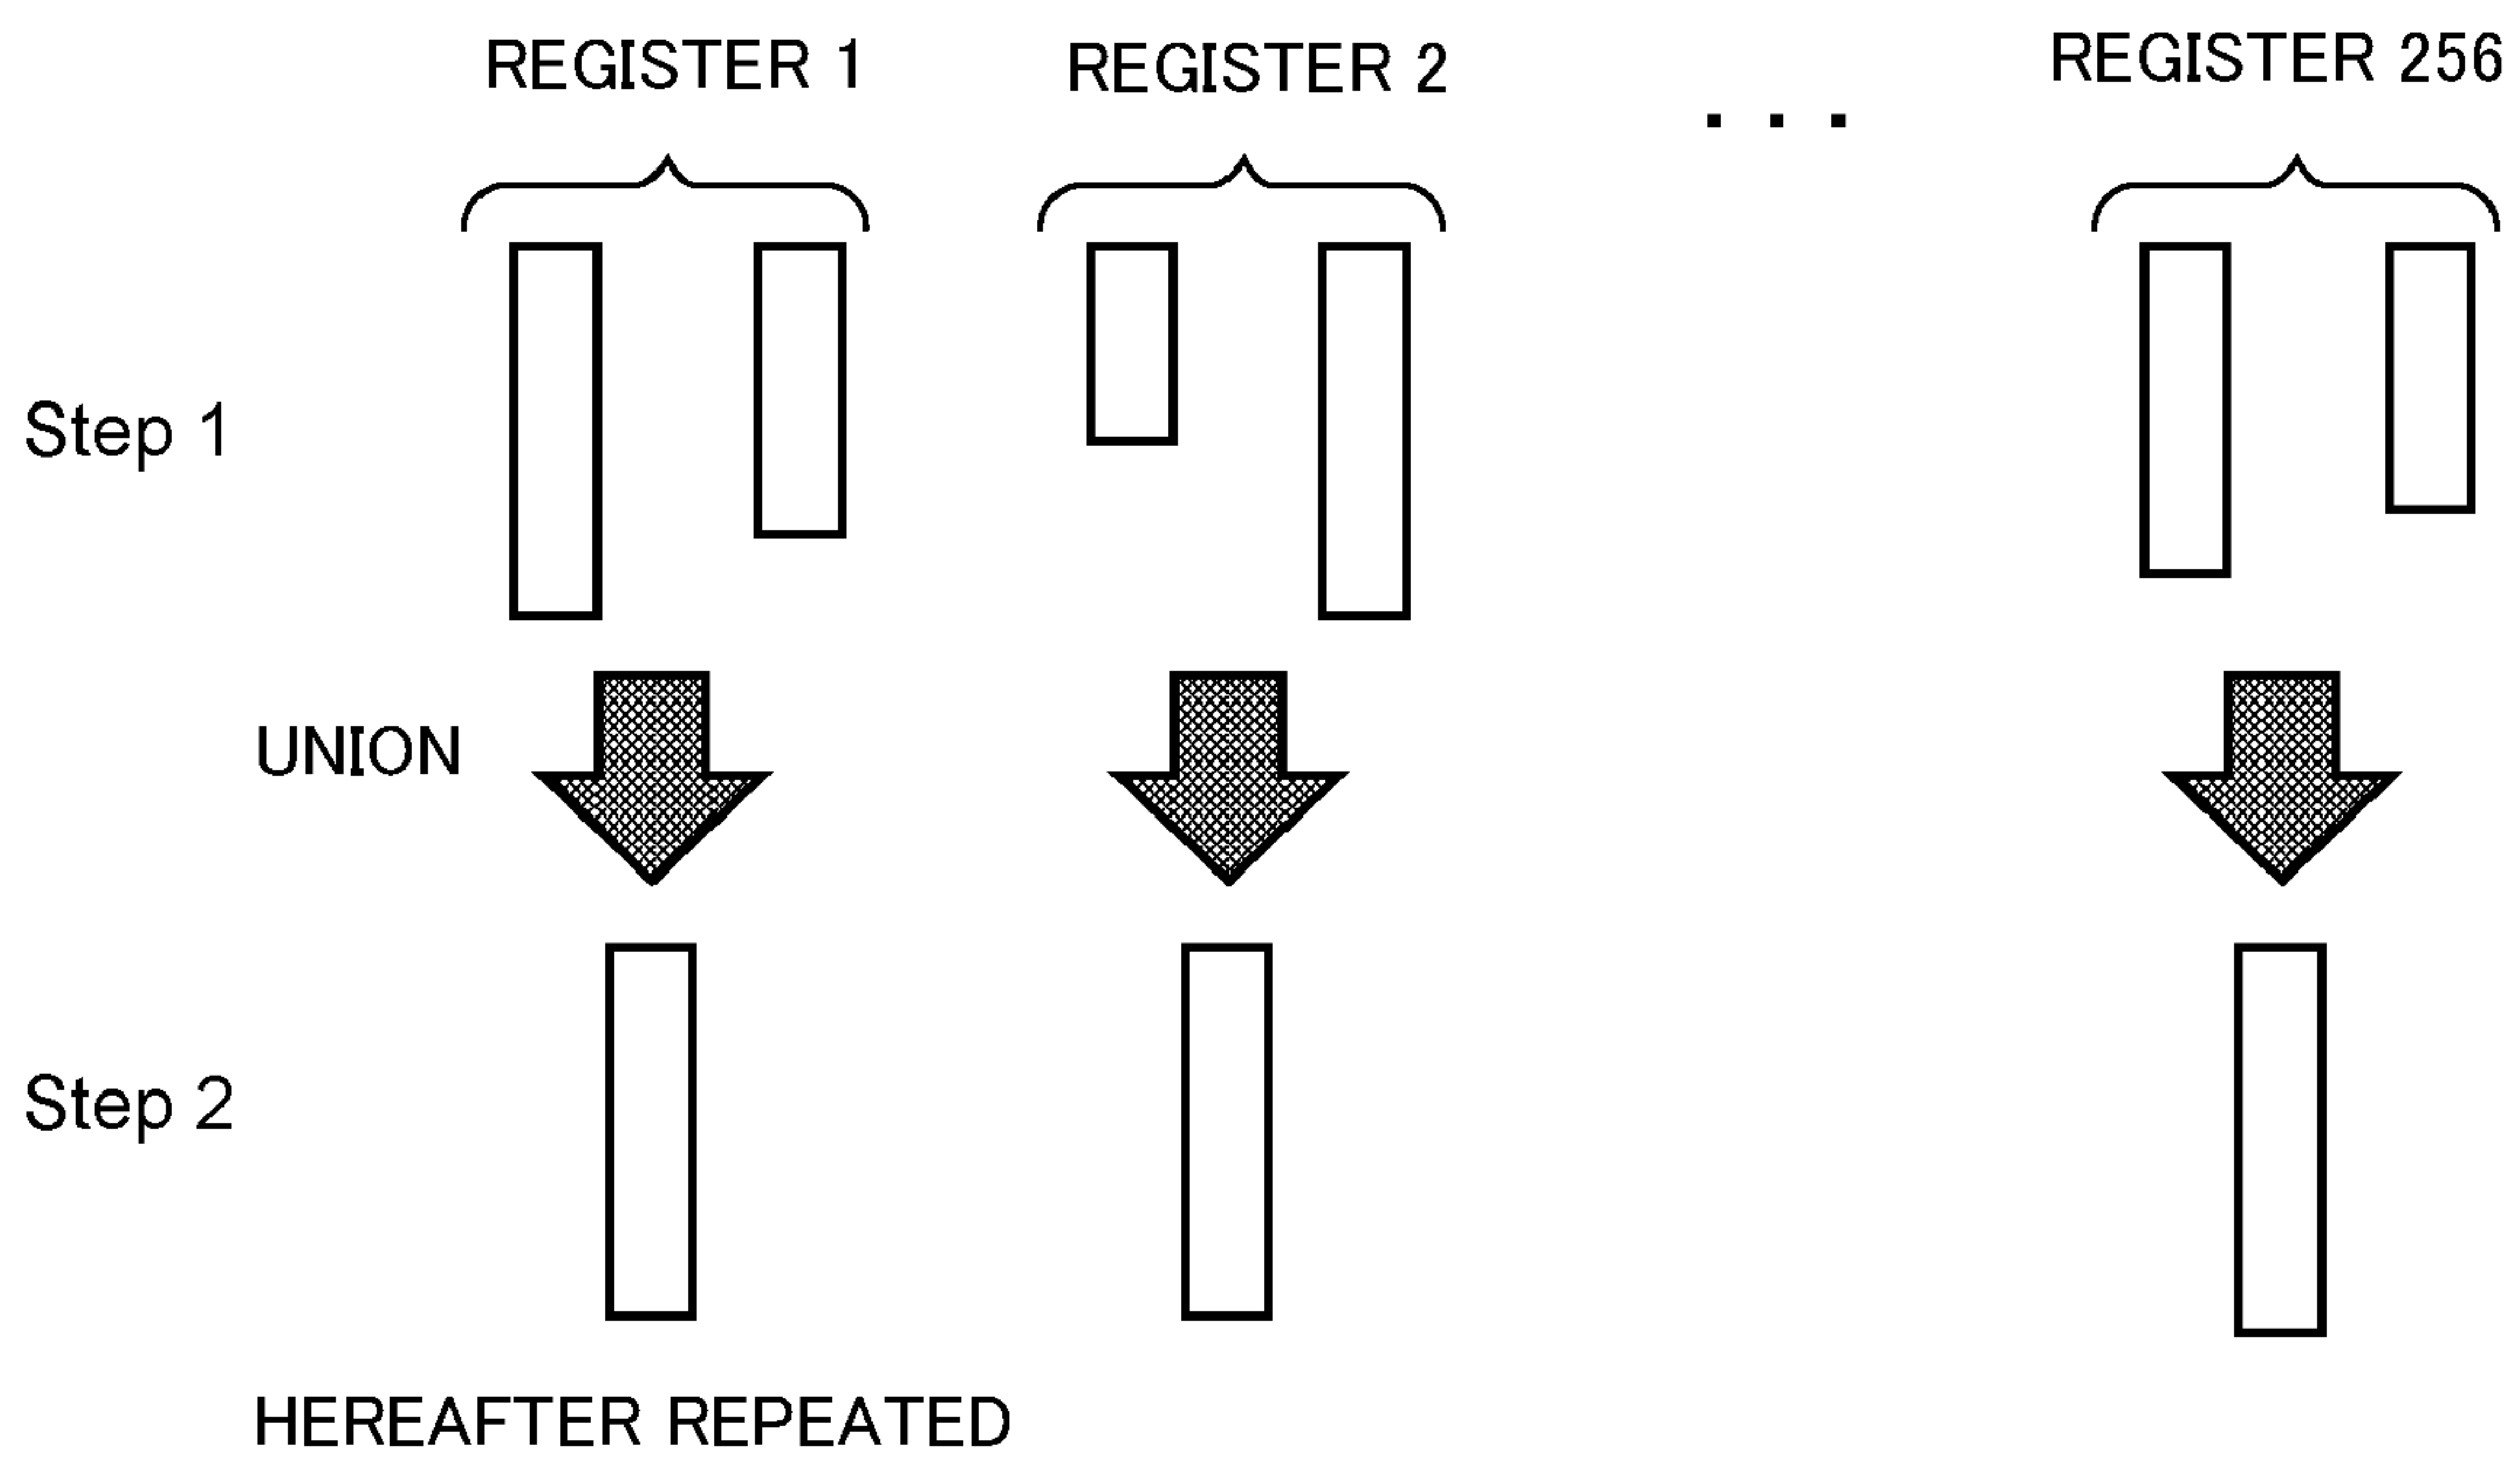 REGISTER 1
REGISTER 2
. . .
REGISTER 256
Step 1
UNION
Step 2
HEREAFTER REPEATED